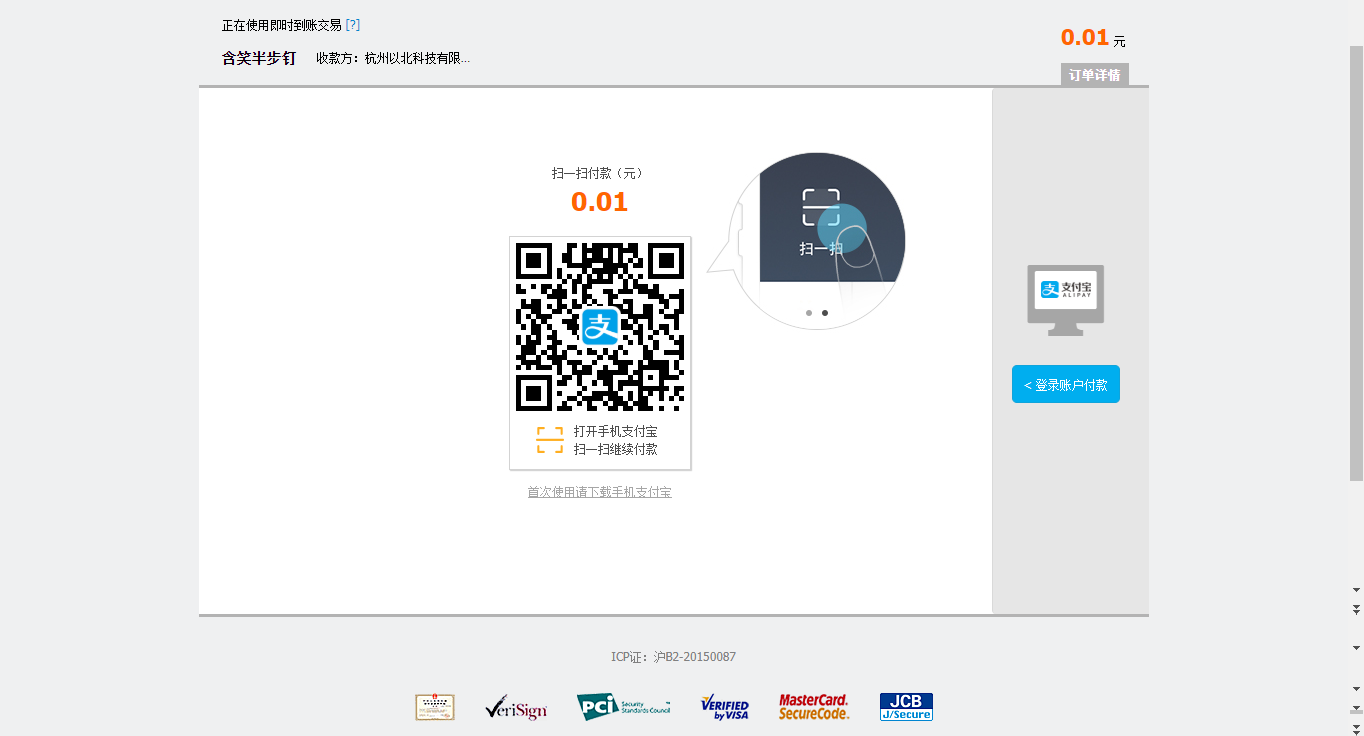 正在使用即时到账交易 [?]
含笑半步钉 收款方：杭州以北科技有限...
0.01 元
订单详情
扫一扫付款（元）
0.01
扫一扫
支
打开手机支付宝
扫一扫继续付款
首次使用请下载手机支付宝
支 支付宝
ALIPAY
< 登录账户付款
ICP证：沪B2-20150087
VeriSign
PCI Security Standards Council
VERIFIED by VISA
MasterCard. SecureCode.
JCB J/Secure